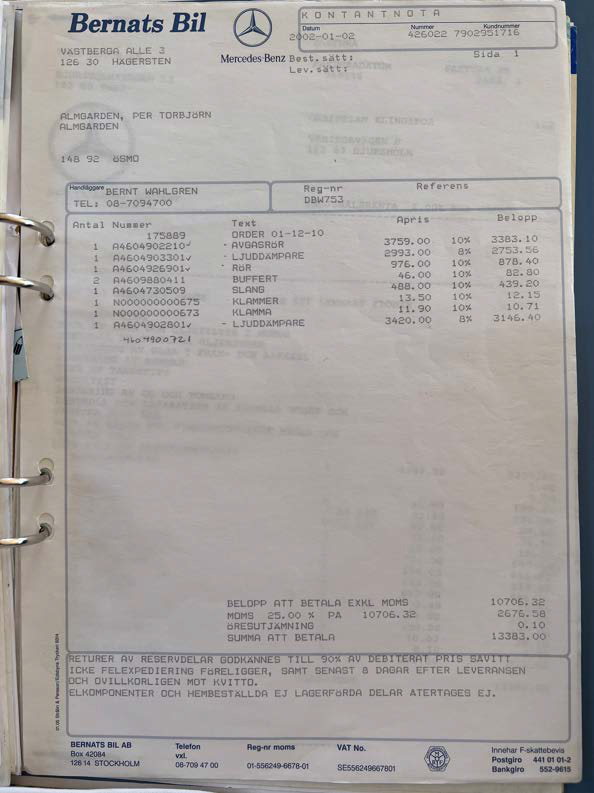 Bernats Bil
VÄSTBERGA ALLE 3
126 30 HÄGERSTEN
Mercedes-Benz
KONTANTNOTA
Datum Nummer Kundnummer
2002-01-02 426022 7902951716
Best.sätt: Sida 1
Lev.sätt:
ALMGARDEN, PER TORBJÖRN
ALMGARDEN
148 92 ÖSMO
Handläggare BERNT WAHLGREN
TEL: 08-7094700
Reg-nr Referens
DBW753
Antal Nummer Text Apris Belopp
175889 ORDER 01-12-10
1 A4604902210 - AVGASRÖR 3759.00 10% 3383.10
1 A4604903301 - LJUDDÄMPARE 2993.00 8% 2753.56
1 A4604926901 - RÖR 976.00 10% 878.40
2 A4609880411 BUFFERT 46.00 10% 82.80
1 A4604730509 SLANG 488.00 10% 439.20
1 N000000000675 KLAMMER 13.50 10% 12.15
1 N000000000673 KLAMMA 11.90 10% 10.71
1 A4604902801 - LJUDDÄMPARE 3420.00 8% 3146.40
4604900721
BELOPP ATT BETALA EXKL MOMS 10706.32
MOMS 25.00 % PA 10706.32 2676.58
ÖRESUTJÄMNING 0.10
SUMMA ATT BETALA 13383.00
RETURER AV RESERVDELAR GODKÄNNES TILL 90% AV DEBITERAT PRIS SAVITT
ICKE FELEXPEDIERING FÖRELIGGER, SAMT SENAST 8 DAGAR EFTER LEVERANSEN
OCH OVILLKORLIGEN MOT KVITTO.
ELKOMPONENTER OCH HEMBESTÄLLDA EJ LAGERFÖRDA DELAR ATERTAGES EJ.
BERNATS BIL AB
Box 42084
126 14 STOCKHOLM
Telefon
vxl.
08-709 47 00
Reg-nr moms
01-556249-6678-01
VAT No.
SE556249667801
Innehar F-skattebevis
Postgiro 441 01 01-2
Bankgiro 552-9615